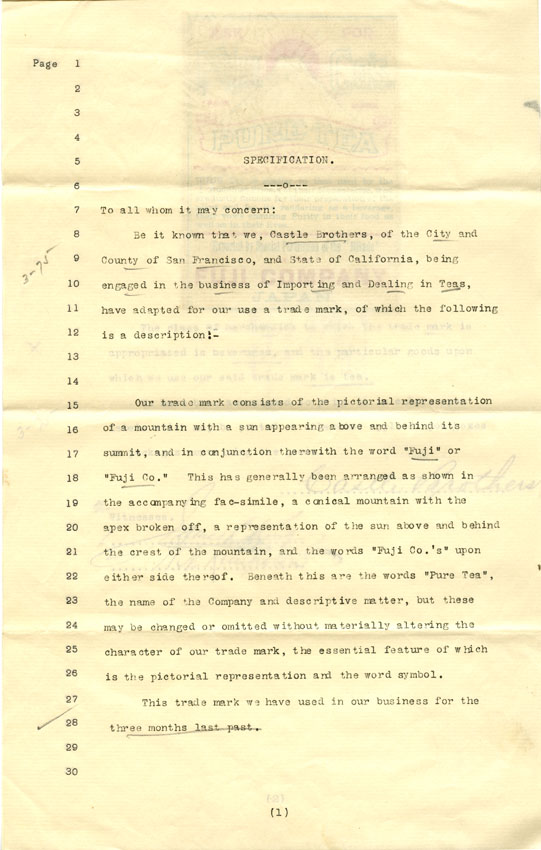 Page 1
2
3
4
5 SPECIFICATION.
6 ---o---
7 To all whom it may concern:
8 Be it known that we, Castle Brothers, of the City and
9 County of San Francisco, and State of California, being
3-75
10 engaged in the business of Importing and Dealing in Teas,
11 have adapted for our use a trade mark, of which the following
12 is a description:-
13
14
15 Our trade mark consists of the pictorial representation
16 of a mountain with a sun appearing above and behind its
17 summit, and in conjunction therewith the word "Fuji" or
18 "Fuji Co." This has generally been arranged as shown in
19 the accompanying fac-simile, a conical mountain with the
20 apex broken off, a representation of the sun above and behind
21 the crest of the mountain, and the words "Fuji Co.'s" upon
22 either side thereof. Beneath this are the words "Pure Tea",
23 the name of the Company and descriptive matter, but these
24 may be changed or omitted without materially altering the
25 character of our trade mark, the essential feature of which
26 is the pictorial representation and the word symbol.
27 This trade mark we have used in our business for the
28 three months last past.
29
30
(1)